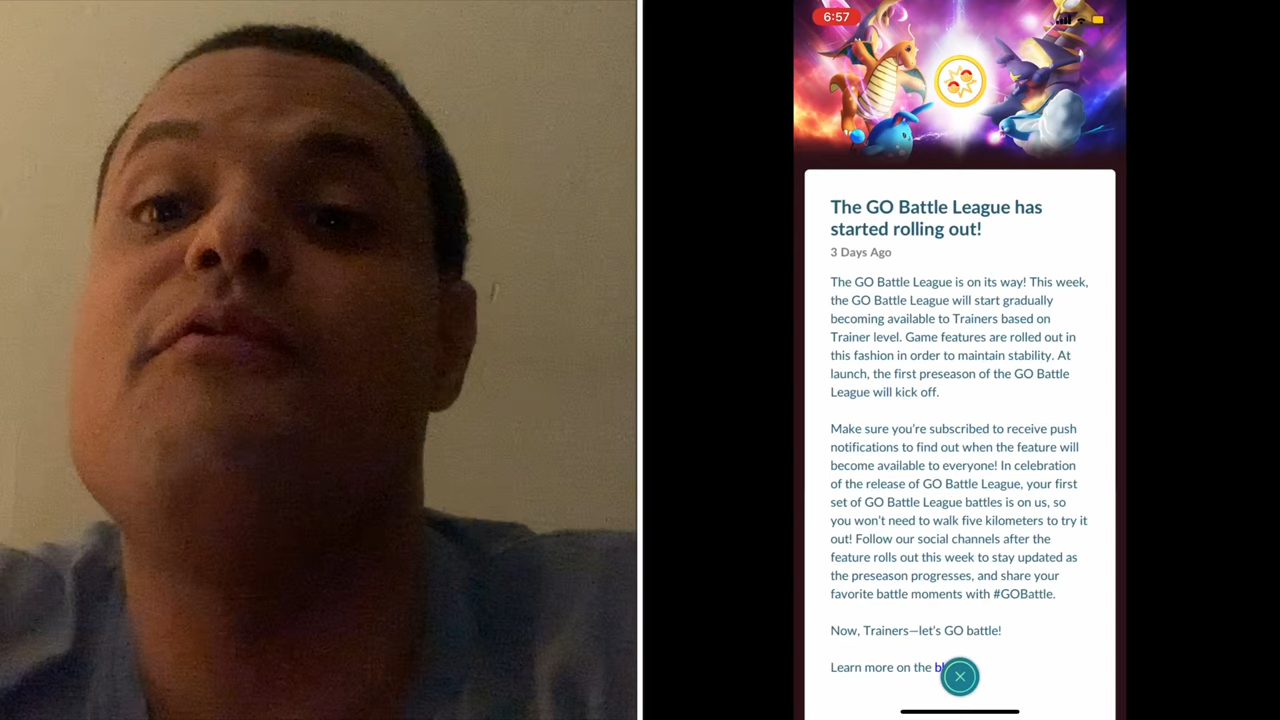 6:57
The GO Battle League has
started rolling out!
3 Days Ago
The GO Battle League is on its way! This week,
the GO Battle League will start gradually
becoming available to Trainers based on
Trainer level. Game features are rolled out in
this fashion in order to maintain stability. At
launch, the first preseason of the GO Battle
League will kick off.
Make sure you're subscribed to receive push
notifications to find out when the feature will
become available to everyone! In celebration
of the release of GO Battle League, your first
set of GO Battle League battles is on us, so
you won't need to walk five kilometers to try it
out! Follow our social channels after the
feature rolls out this week to stay updated as
the preseason progresses, and share your
favorite battle moments with #GOBattle.
Now, Trainers—let's GO battle!
Learn more on the